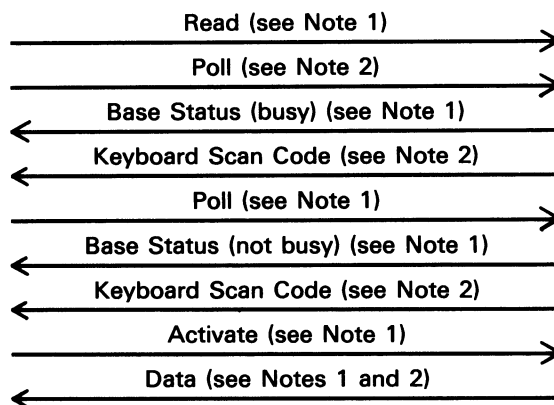 Read (see Note 1)
Poll (see Note 2)
Base Status (busy) (see Note 1)
Keyboard Scan Code (see Note 2)
Poll (see Note 1)
Base Status (not busy) (see Note 1)
Keyboard Scan Code (see Note 2)
Activate (see Note 1)
Data (see Notes 1 and 2)